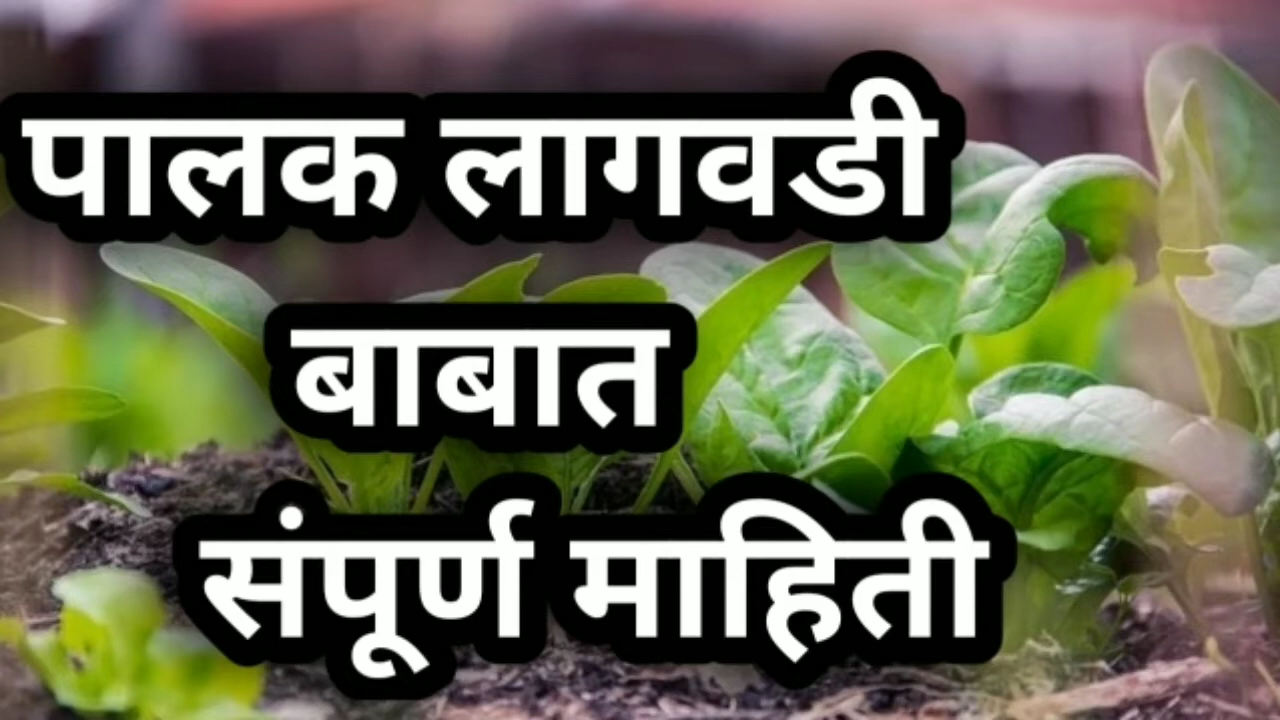 पालक लागवडी
बाबात
संपूर्ण माहिती